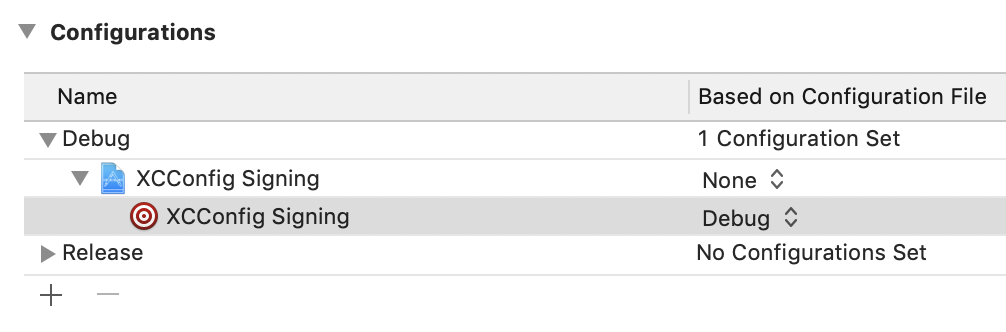 Configurations
Name Based on Configuration File
Debug 1 Configuration Set
XCConfig Signing None
XCConfig Signing Debug
Release No Configurations Set